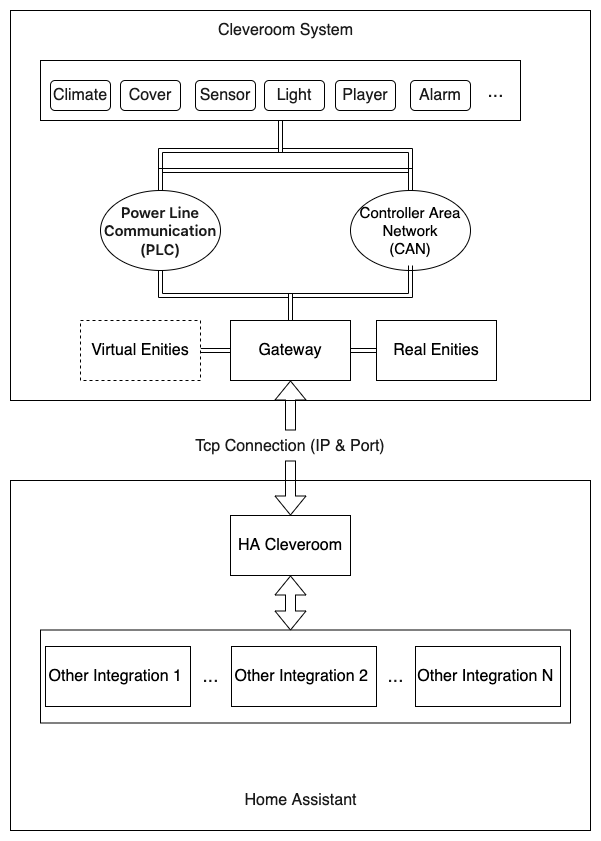 Cleveroom System
Climate Cover Sensor Light Player Alarm ...
Power Line
Communication
(PLC)
Controller Area
Network
(CAN)
Virtual Enities
Gateway
Real Enities
Tcp Connection (IP & Port)
HA Cleveroom
Other Integration 1 ... Other Integration 2 ... Other Integration N
Home Assistant